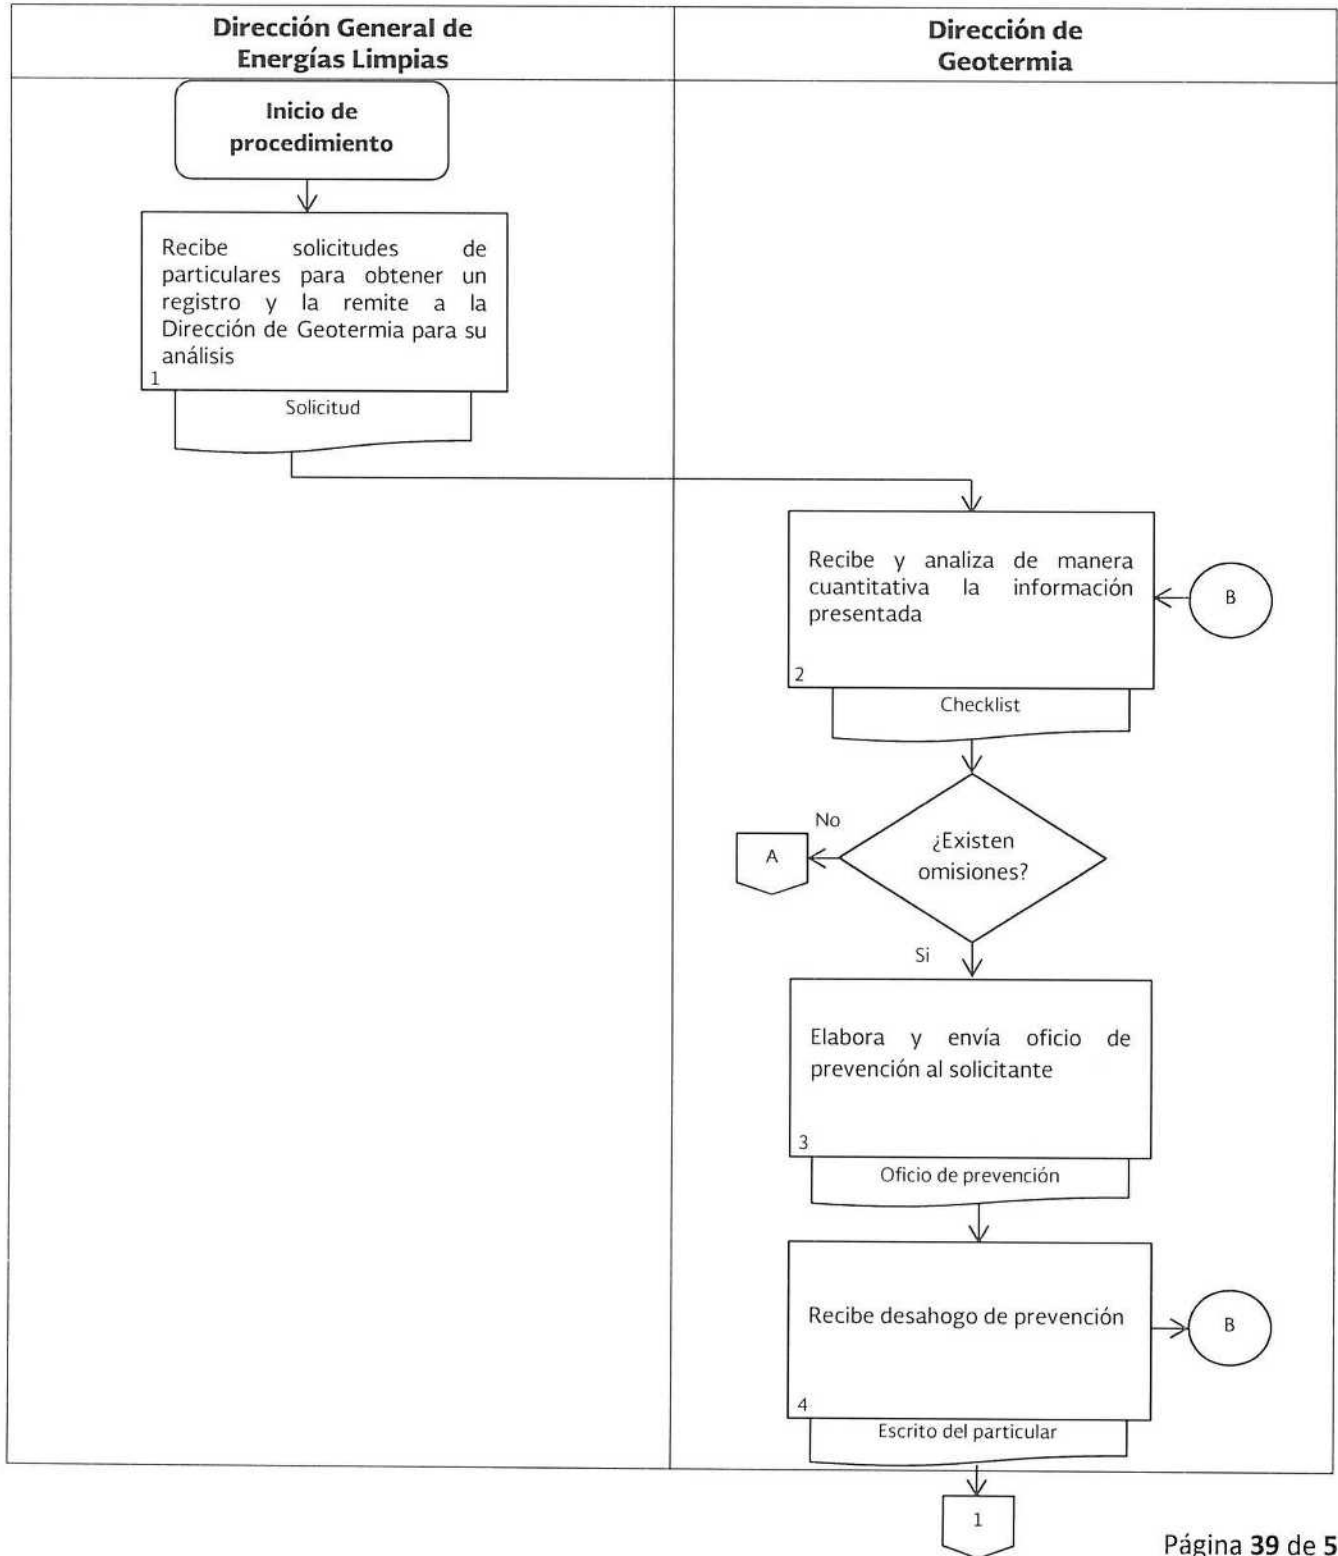 Dirección General de
Energías Limpias
Dirección de
Geotermia
Inicio de
procedimiento
Recibe solicitudes de
particulares para obtener un
registro y la remite a la
Dirección de Geotermia para su
análisis
1
Solicitud
Recibe y analiza de manera
cuantitativa la información
presentada
2
B
Checklist
¿Existen
omisiones?
No
A
Si
Elabora y envía oficio de
prevención al solicitante
3
Oficio de prevención
Recibe desahogo de prevención
4
B
Escrito del particular
1
Página 39 de 5